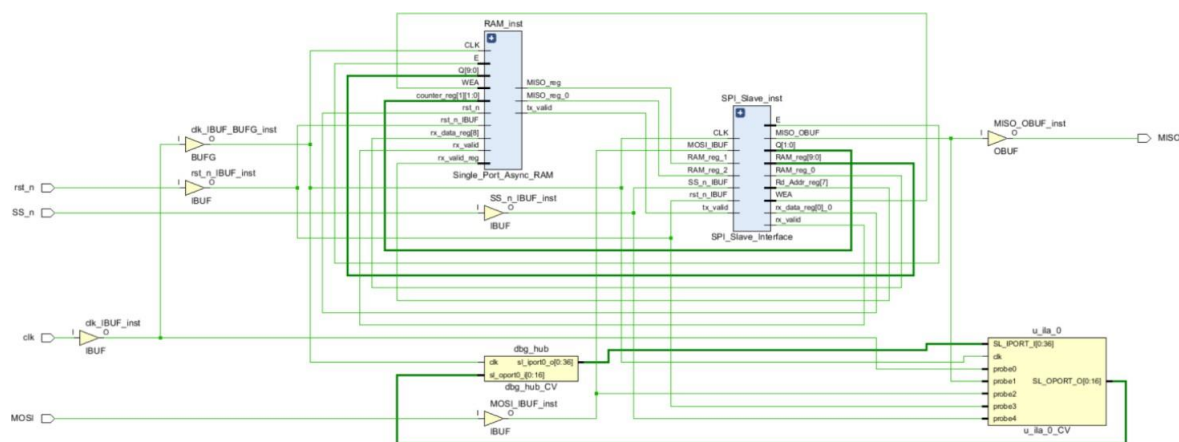 RAM_inst
CLK
E
Q[9:0]
WEA
counter_reg[1][1:0]
rst_n
rst_n_IBUF
rx_data_reg[8]
rx_valid
rx_valid_reg
MISO_reg
MISO_reg_0
tx_valid
Single_Port_Async_RAM
SPI_Slave_inst
CLK
MOSI_IBUF
RAM_reg_1
RAM_reg_2
SS_n_IBUF
rst_n_IBUF
tx_valid
E
MISO_OBUF
Q[1:0]
RAM_reg[9:0]
RAM_reg_0
Rd_Addr_reg[7]
WEA
rx_data_reg[0]_0
rx_valid
SPI_Slave_Interface
MISO_OBUF_inst
I O
OBUF
MISO
clk_IBUF_BUFG_inst
I O
BUFG
rst_n_IBUF_inst
I O
IBUF
rst_n
SS_n
SS_n_IBUF_inst
I O
IBUF
clk_IBUF_inst
I O
IBUF
clk
dbg_hub
clk
sl_iport0_o[0:36]
sl_oport0_i[0:16]
dbg_hub_CV
u_ila_0
SL_IPORT_I[0:36]
clk
probe0
probe1
probe2
probe3
probe4
SL_OPORT_O[0:16]
u_ila_0_CV
MOSI
MOSI_IBUF_inst
I O
IBUF